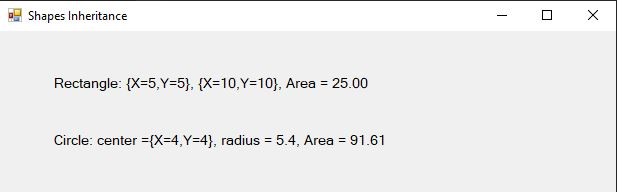 Shapes Inheritance
Rectangle: {X=5,Y=5}, {X=10,Y=10}, Area = 25.00
Circle: center ={X=4,Y=4}, radius = 5.4, Area = 91.61